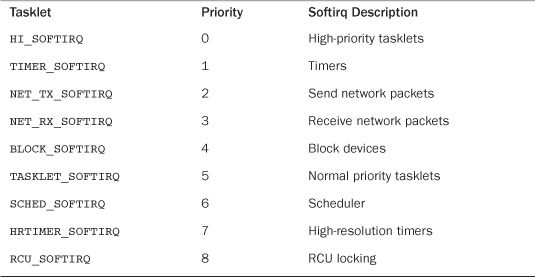 Tasklet Priority Softirq Description
HI_SOFTIRQ 0 High-priority tasklets
TIMER_SOFTIRQ 1 Timers
NET_TX_SOFTIRQ 2 Send network packets
NET_RX_SOFTIRQ 3 Receive network packets
BLOCK_SOFTIRQ 4 Block devices
TASKLET_SOFTIRQ 5 Normal priority tasklets
SCHED_SOFTIRQ 6 Scheduler
HRTIMER_SOFTIRQ 7 High-resolution timers
RCU_SOFTIRQ 8 RCU locking